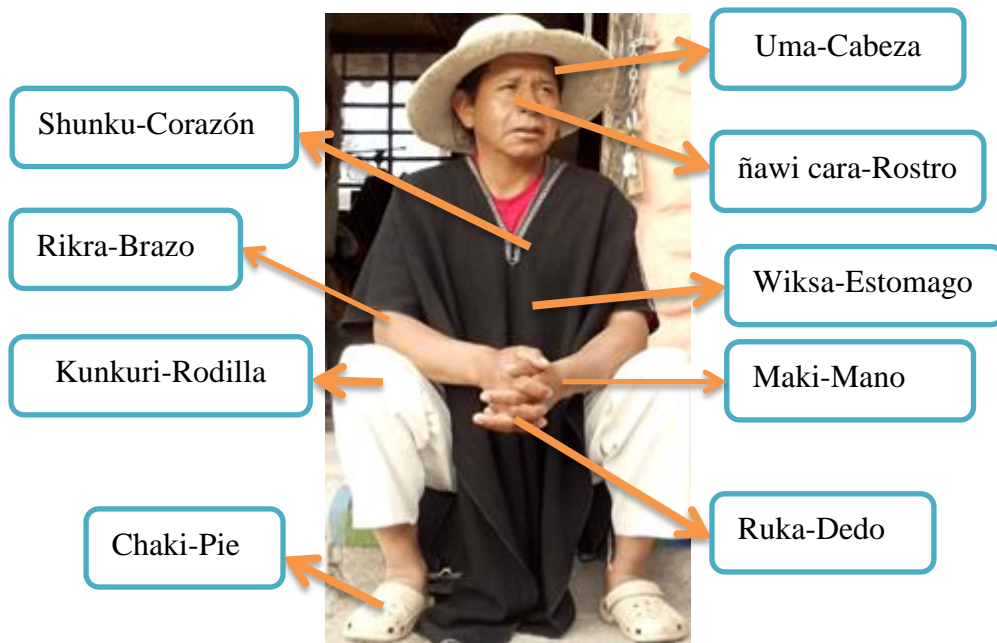 Uma-Cabeza
Shunku-Corazón
ñawi cara-Rostro
Rikra-Brazo
Wiksa-Estomago
Kunkuri-Rodilla
Maki-Mano
Ruka-Dedo
Chaki-Pie